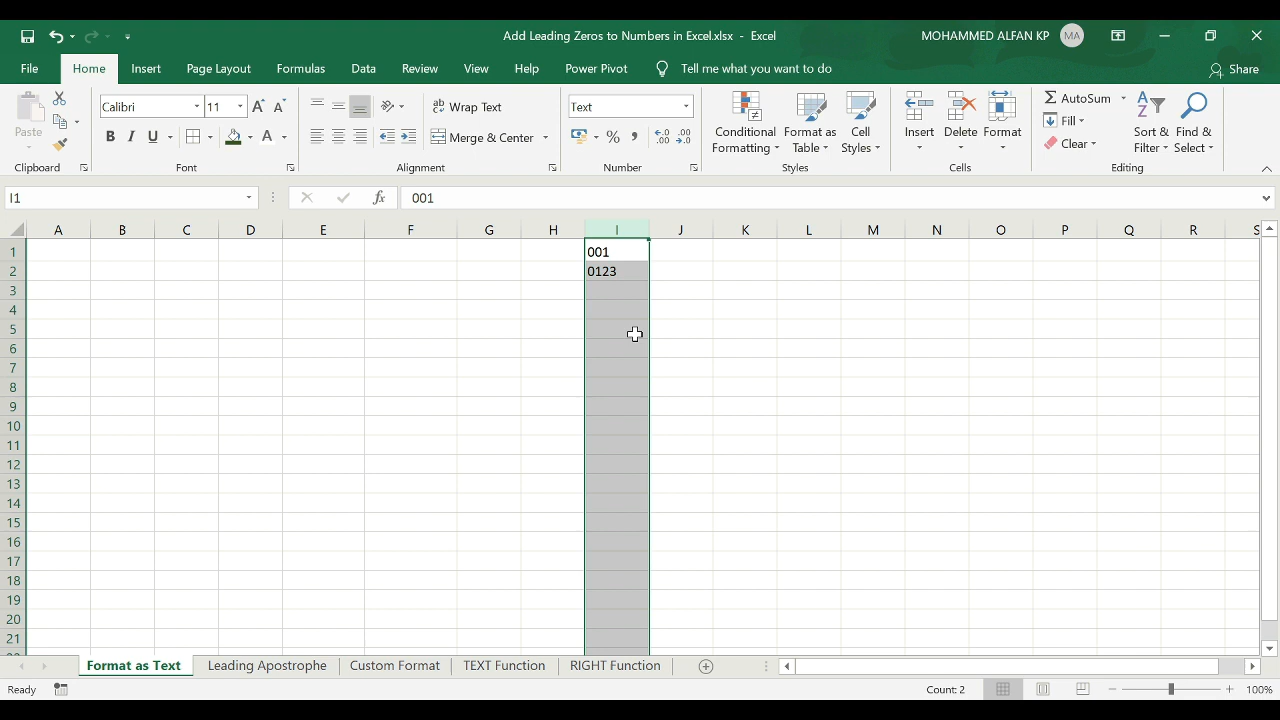 Add Leading Zeros to Numbers in Excel.xlsx - Excel
MOHAMMED ALFAN KP
MA
File Home Insert Page Layout Formulas Data Review View Help Power Pivot Tell me what you want to do
Share
Paste
Calibri 11
B I U A
ab Wrap Text
Merge & Center
Text
% ,
Conditional Formatting
Format as Table
Cell Styles
Insert
Delete
Format
AutoSum
Fill
Clear
Sort & Filter
Find & Select
Clipboard Font Alignment Number Styles Cells Editing
I1 fx 001
A B C D E F G H I J K L M N O P Q R S
1 001
2 0123
3
4
5
6
7
8
9
10
11
12
13
14
15
16
17
18
19
20
21
Format as Text Leading Apostrophe Custom Format TEXT Function RIGHT Function
Ready Count: 2 100%